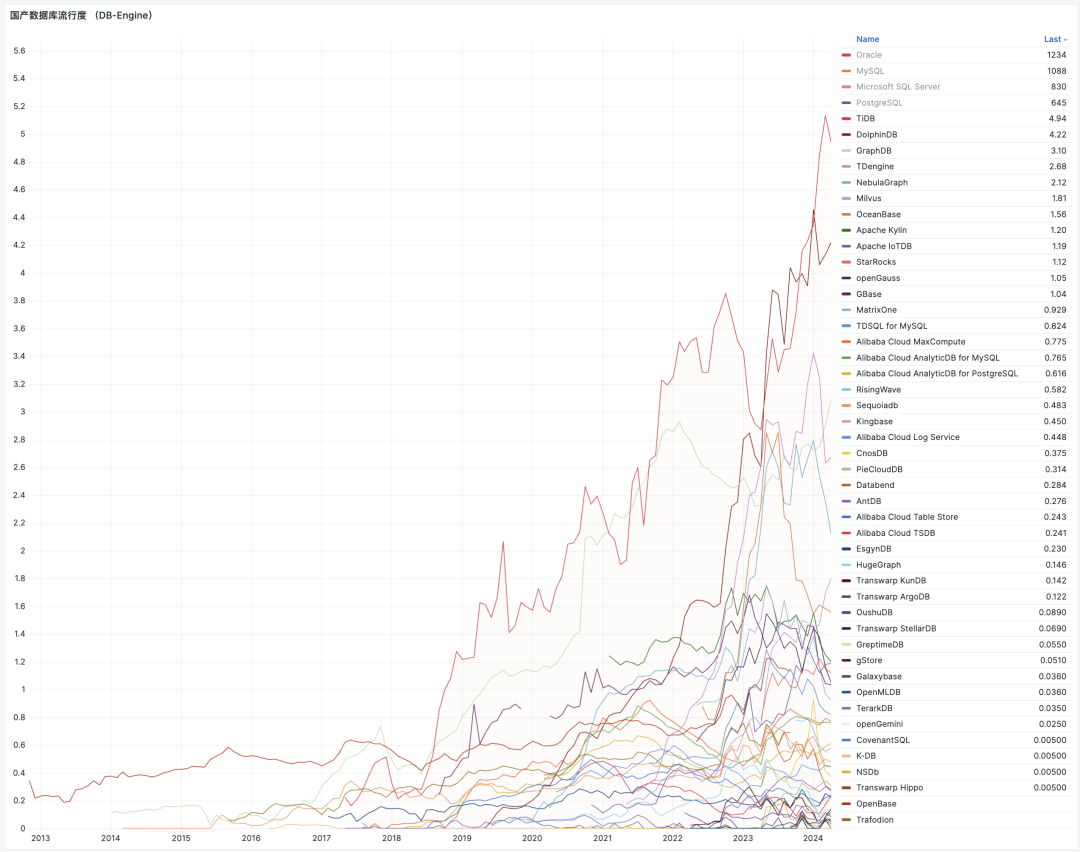 国产数据库流行度 （DB-Engine）
Name Last
Oracle 1234
MySQL 1088
Microsoft SQL Server 830
PostgreSQL 645
TiDB 4.94
DolphinDB 4.22
GraphDB 3.10
TDengine 2.68
NebulaGraph 2.12
Milvus 1.81
OceanBase 1.56
Apache Kylin 1.20
Apache IoTDB 1.19
StarRocks 1.12
openGauss 1.05
GBase 1.04
MatrixOne 0.929
TDSQL for MySQL 0.824
Alibaba Cloud MaxCompute 0.775
Alibaba Cloud AnalyticDB for MySQL 0.765
Alibaba Cloud AnalyticDB for PostgreSQL 0.616
RisingWave 0.582
Sequoiadb 0.483
Kingbase 0.450
Alibaba Cloud Log Service 0.448
CnosDB 0.375
PieCloudDB 0.314
Databend 0.284
AntDB 0.276
Alibaba Cloud Table Store 0.243
Alibaba Cloud TSDB 0.241
EsgynDB 0.230
HugeGraph 0.146
Transwarp KunDB 0.142
Transwarp ArgoDB 0.122
OushuDB 0.0890
Transwarp StellarDB 0.0690
GreptimeDB 0.0550
gStore 0.0510
Galaxybase 0.0360
OpenMLDB 0.0360
TerarkDB 0.0350
openGemini 0.0250
CovenantSQL 0.00500
K-DB 0.00500
NSDb 0.00500
Transwarp Hippo 0.00500
OpenBase
Trafodion
5.6
5.4
5.2
5
4.8
4.6
4.4
4.2
4
3.8
3.6
3.4
3.2
3
2.8
2.6
2.4
2.2
2
1.8
1.6
1.4
1.2
1
0.8
0.6
0.4
0.2
0
2013 2014 2015 2016 2017 2018 2019 2020 2021 2022 2023 2024